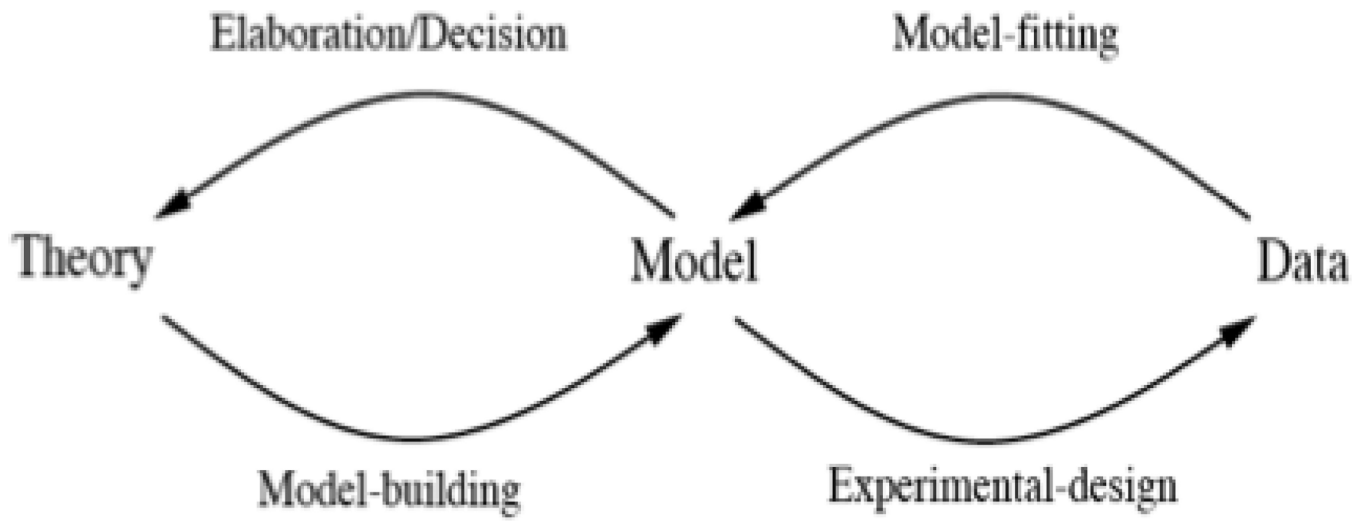 Elaboration/Decision
Model-fitting
Theory
Model
Data
Model-building
Experimental-design